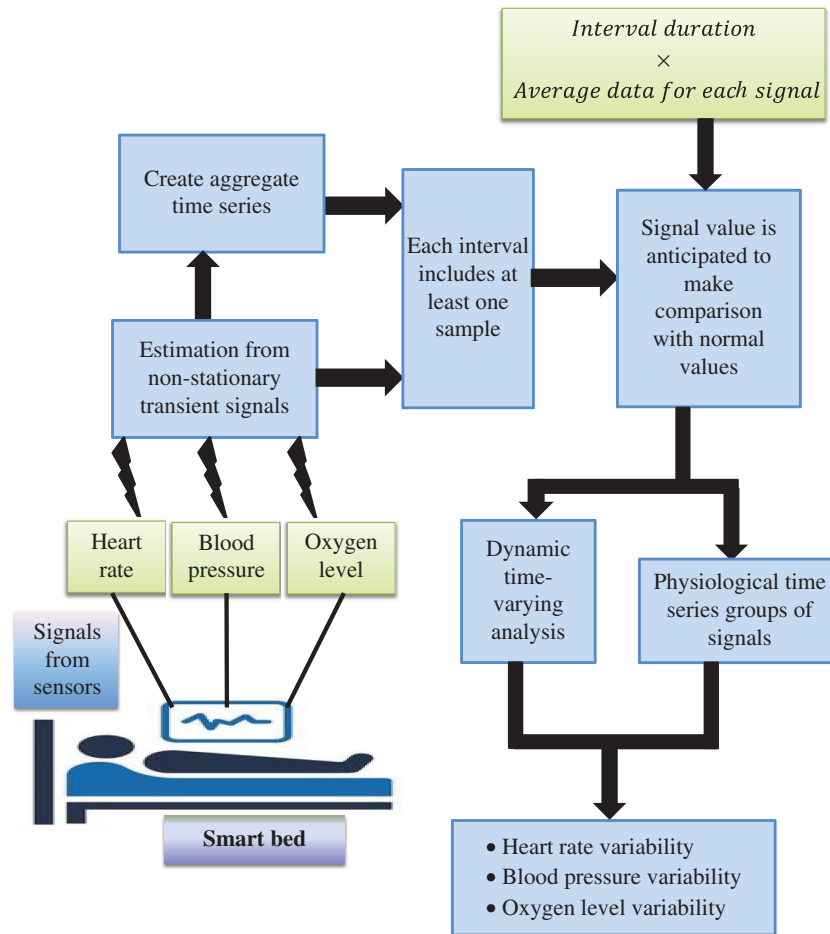 Interval duration
×
Average data for each signal
Create aggregate
time series
Each interval
includes at
least one
sample
Signal value is
anticipated to
make
comparison
with normal
values
Estimation from
non-stationary
transient signals
Heart
rate
Blood
pressure
Oxygen
level
Dynamic
time-
varying
analysis
Physiological time
series groups of
signals
Signals
from
sensors
Smart bed
• Heart rate variability
• Blood pressure variability
• Oxygen level variability